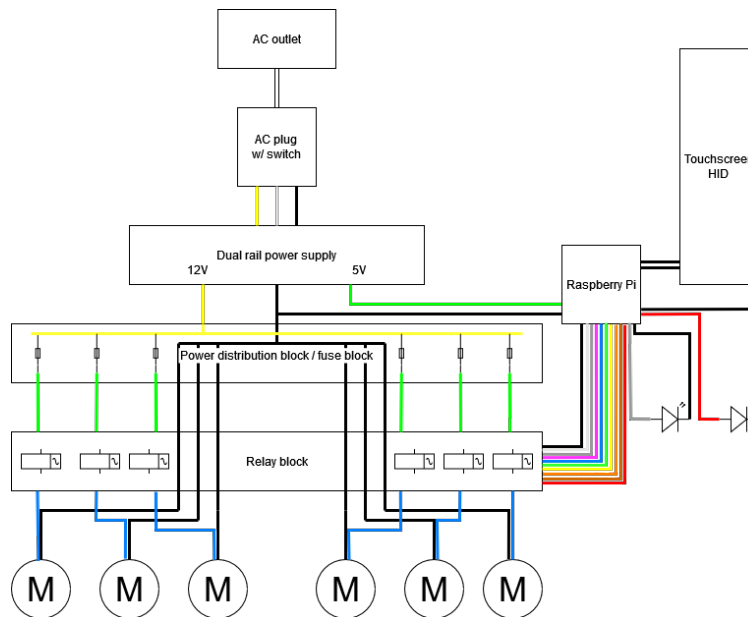 AC outlet
AC plug
w/ switch
Touchscreen
HID
Dual rail power supply
12V
5V
Raspberry Pi
Power distribution block / fuse block
Relay block
M
M
M
M
M
M